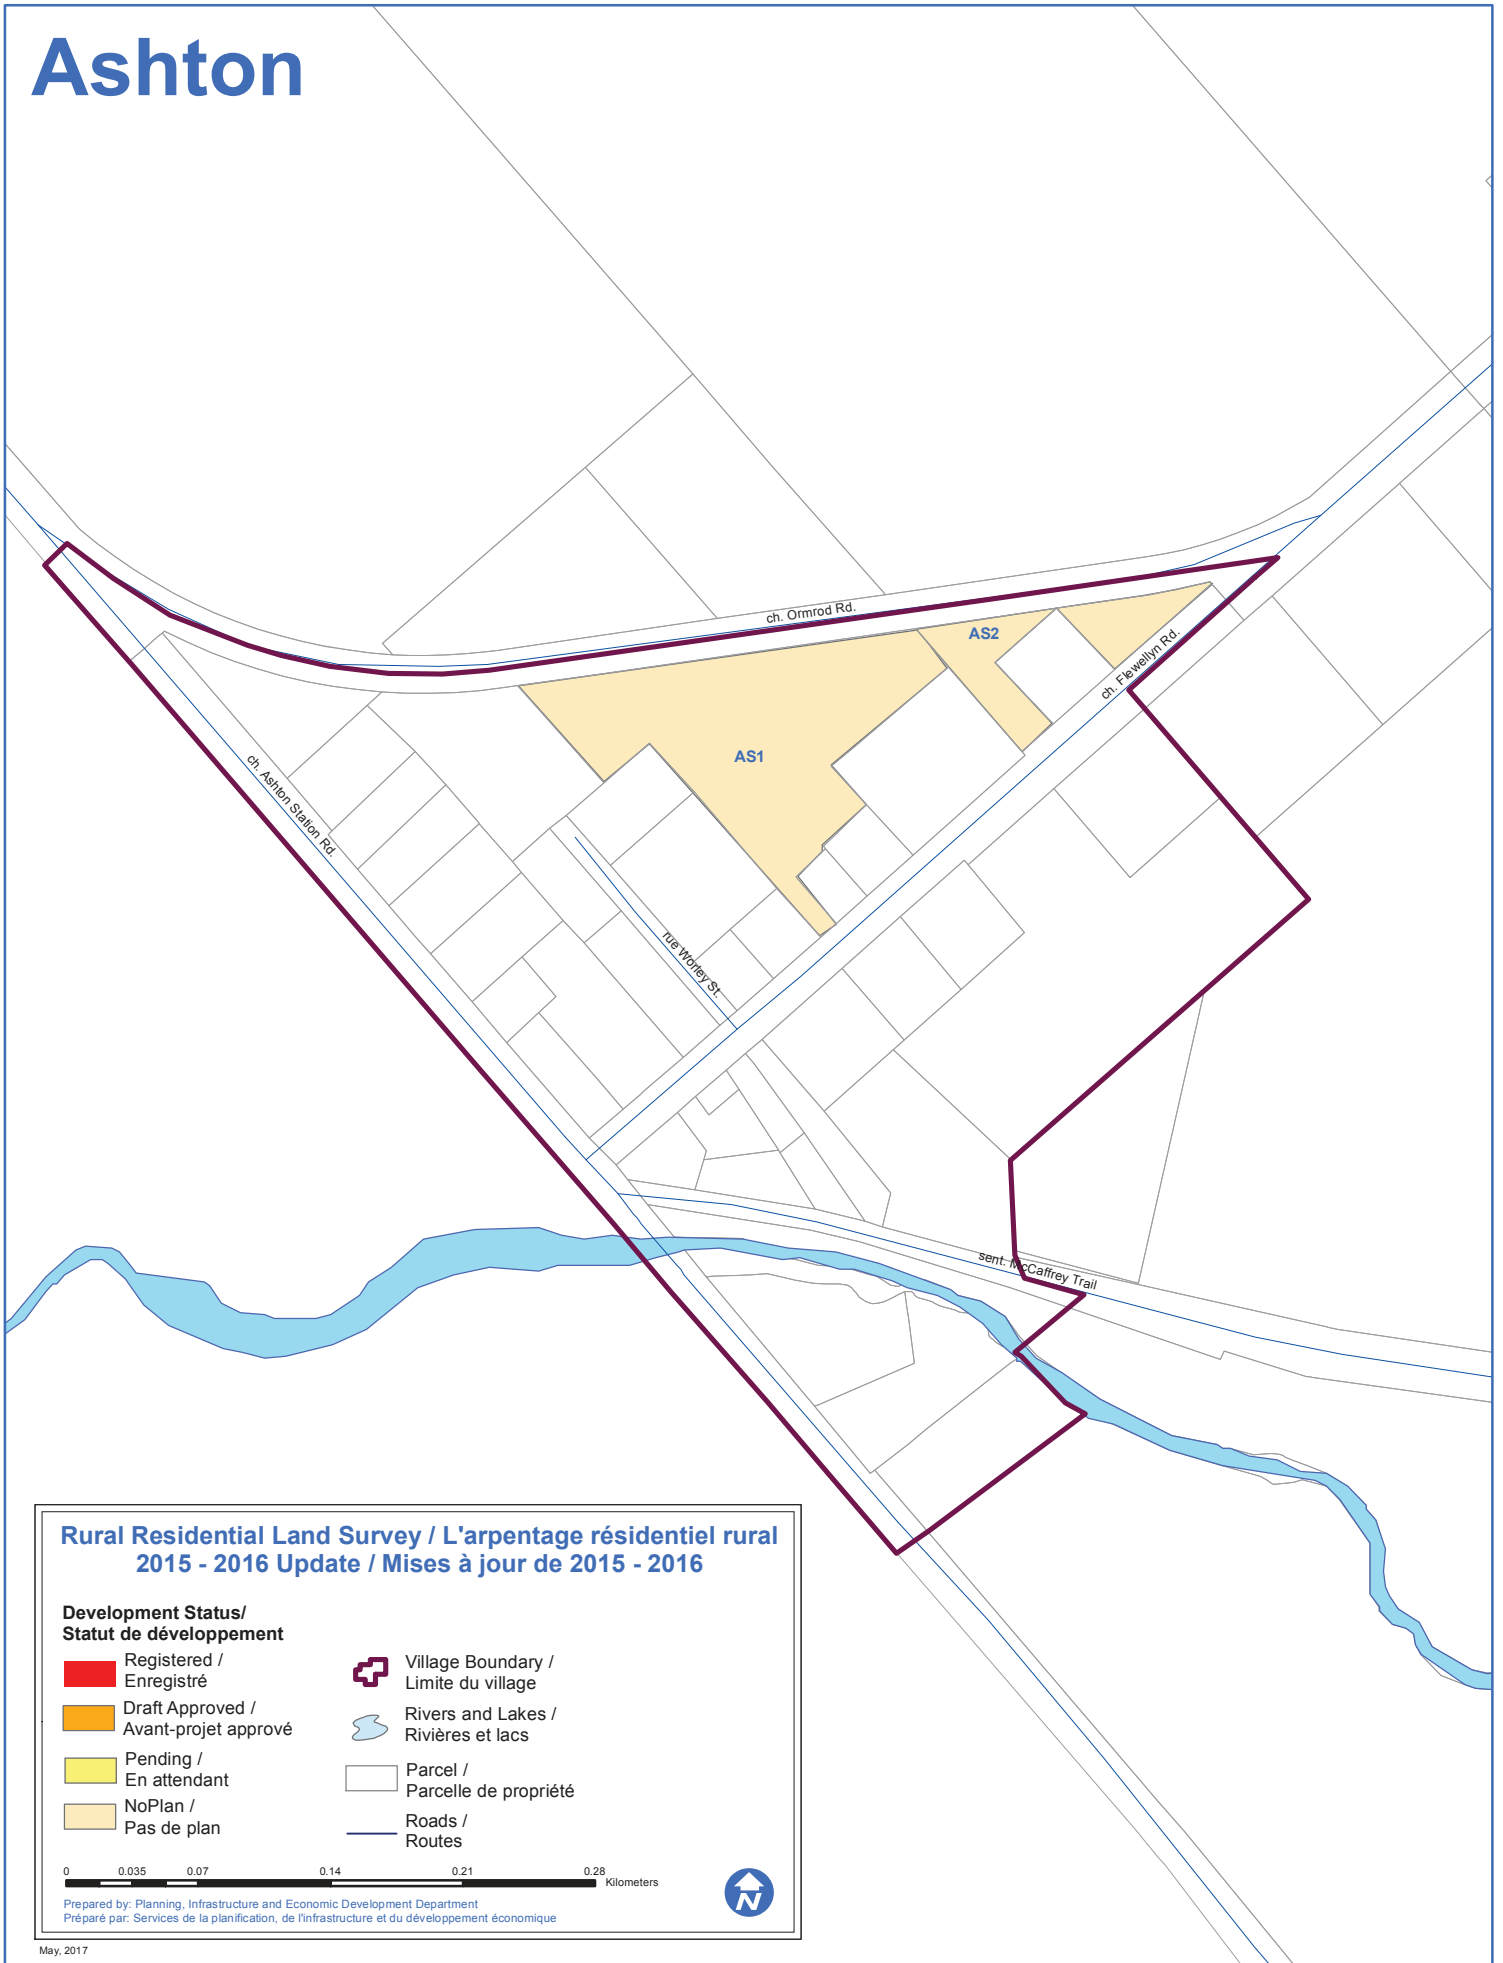 Ashton
ch. Ormrod Rd.
AS2
ch. Flewellyn Rd.
AS1
ch. Ashton Station Rd.
rue Worley St.
sent. McCaffrey Trail
Rural Residential Land Survey / L'arpentage résidentiel rural
2015 - 2016 Update / Mises à jour de 2015 - 2016
Development Status/
Statut de développement
Registered /
Enregistré
Draft Approved /
Avant-projet apprové
Pending /
En attendant
NoPlan /
Pas de plan
Village Boundary /
Limite du village
Rivers and Lakes /
Rivières et lacs
Parcel /
Parcelle de propriété
Roads /
Routes
0 0.035 0.07 0.14 0.21 0.28
Kilometers
N
Prepared by: Planning, Infrastructure and Economic Development Department
Préparé par: Services de la planification, de l'infrastructure et du développement économique
May, 2017